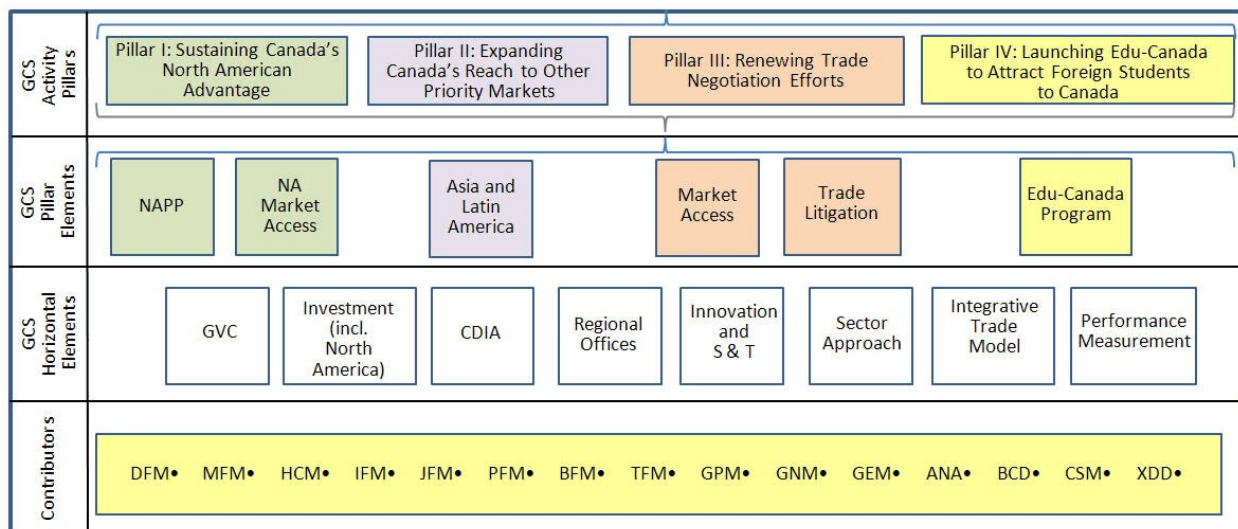 GCS
Activity
Pillars
Pillar I: Sustaining Canada's
North American
Advantage
Pillar II: Expanding
Canada's Reach to Other
Priority Markets
Pillar III: Renewing Trade
Negotiation Efforts
Pillar IV: Launching Edu-Canada
to Attract Foreign Students
to Canada
GCS
Pillar
Elements
NAPP
NA
Market
Access
Asia and
Latin
America
Market
Access
Trade
Litigation
Edu-Canada
Program
GCS
Horizontal
Elements
GVC
Investment
(incl.
North
America)
CDIA
Regional
Offices
Innovation
and
S & T
Sector
Approach
Integrative
Trade
Model
Performance
Measurement
Contributors
DFM• MFM• HCM• IFM• JFM• PFM• BFM• TFM• GPM• GNM• GEM• ANA• BCD• CSM• XDD•